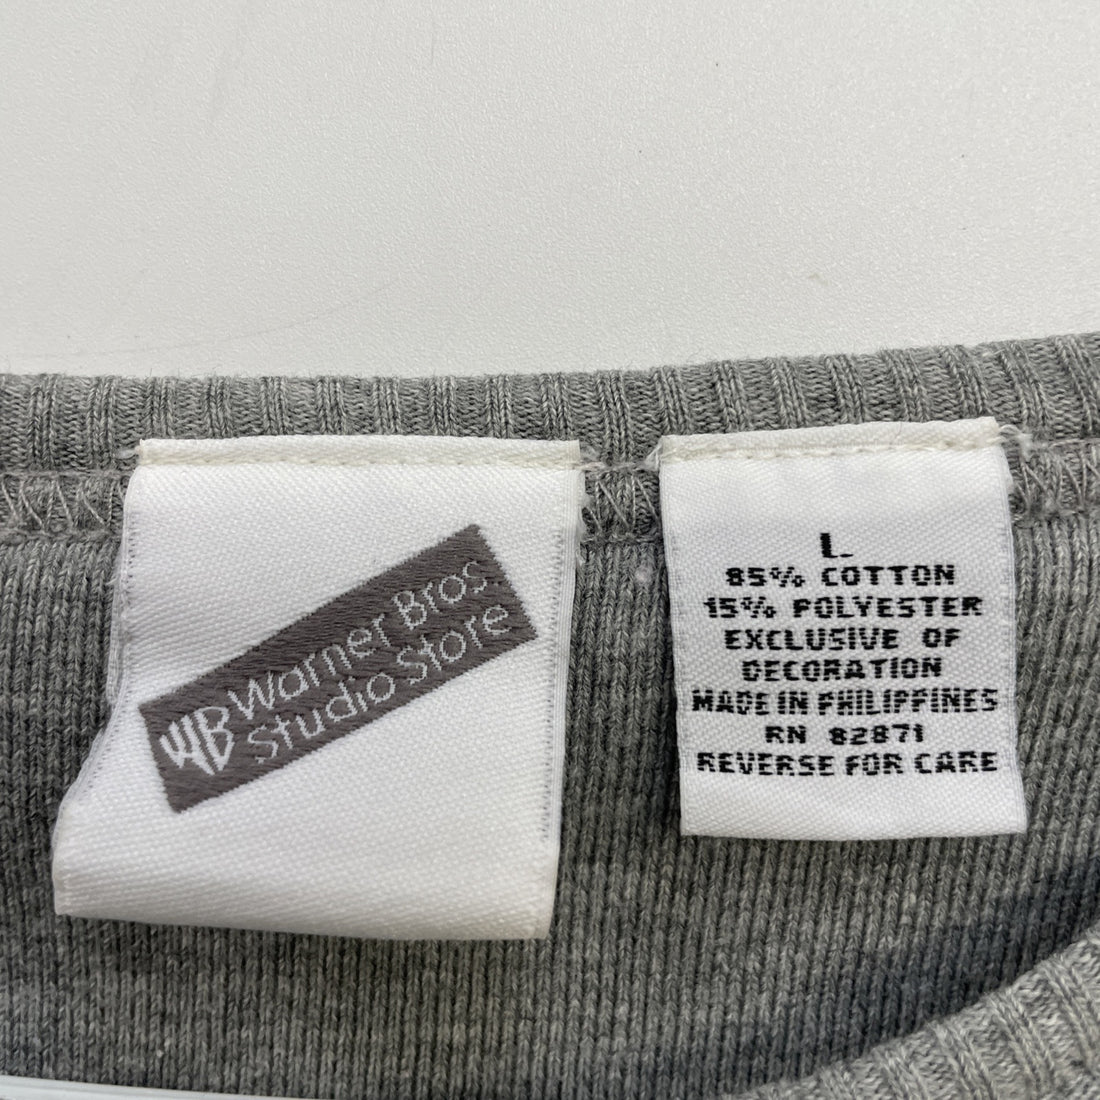 WB Warner Bros.
Studio Store
L
85% COTTON
15% POLYESTER
EXCLUSIVE OF
DECORATION
MADE IN PHILIPPINES
RN 82871
REVERSE FOR CARE